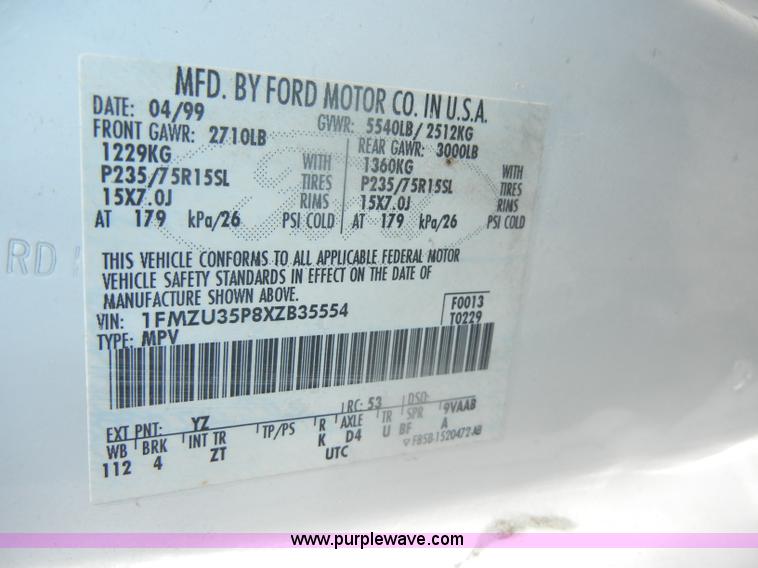 MFD. BY FORD MOTOR CO. IN U.S.A.
DATE: 04/99 GVWR: 5540LB/2512KG
FRONT GAWR: 2710LB REAR GAWR: 3000LB
1229KG WITH 1360KG WITH
P235/75R15SL TIRES P235/75R15SL TIRES
15X7.0J RIMS 15X7.0J RIMS
AT 179 kPa/26 PSI COLD AT 179 kPa/26 PSI COLD
THIS VEHICLE CONFORMS TO ALL APPLICABLE FEDERAL MOTOR
VEHICLE SAFETY STANDARDS IN EFFECT ON THE DATE OF
MANUFACTURE SHOWN ABOVE.
F0013
VIN: 1FMZU35P8XZB35554 T0229
TYPE: MPV
EXT PNT: YZ RC: 53 DSO:
WB BRK INT TR TP/PS R AXLE TR SPR 9VAAB
112 4 ZT K D4 U BF A
UTC F85B-1520472-AB
RD
www.purplewave.com